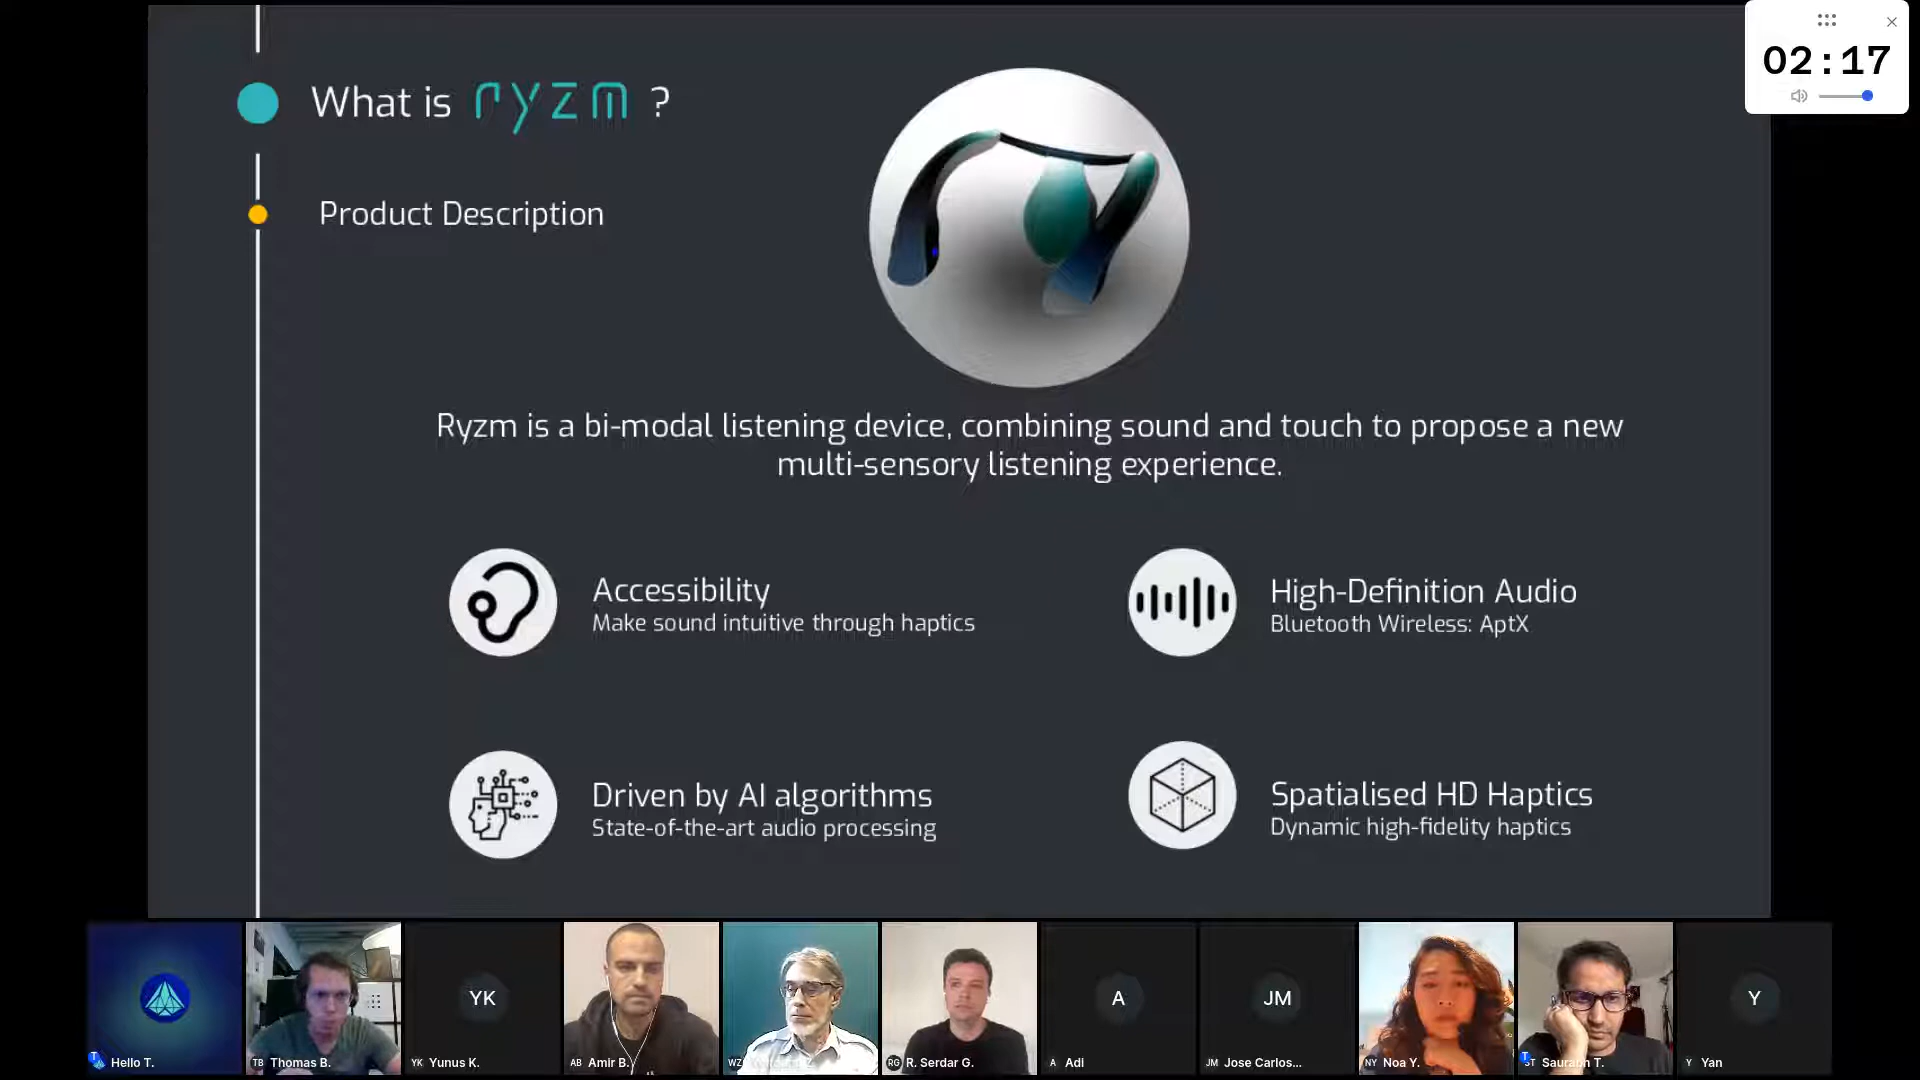 What is ryzm ?
02:17
Product Description
Ryzm is a bi-modal listening device, combining sound and touch to propose a new
multi-sensory listening experience.
Accessibility
Make sound intuitive through haptics
High-Definition Audio
Bluetooth Wireless: AptX
Driven by AI algorithms
State-of-the-art audio processing
Spatialised HD Haptics
Dynamic high-fidelity haptics
YK
A
JM
Y
T Hello T.
TB Thomas B.
YK Yunus K.
AB Amir B.
WZ
RG R. Serdar G.
A Adi
JM Jose Carlos...
NY Noa Y.
ST Saurabh T.
Y Yan